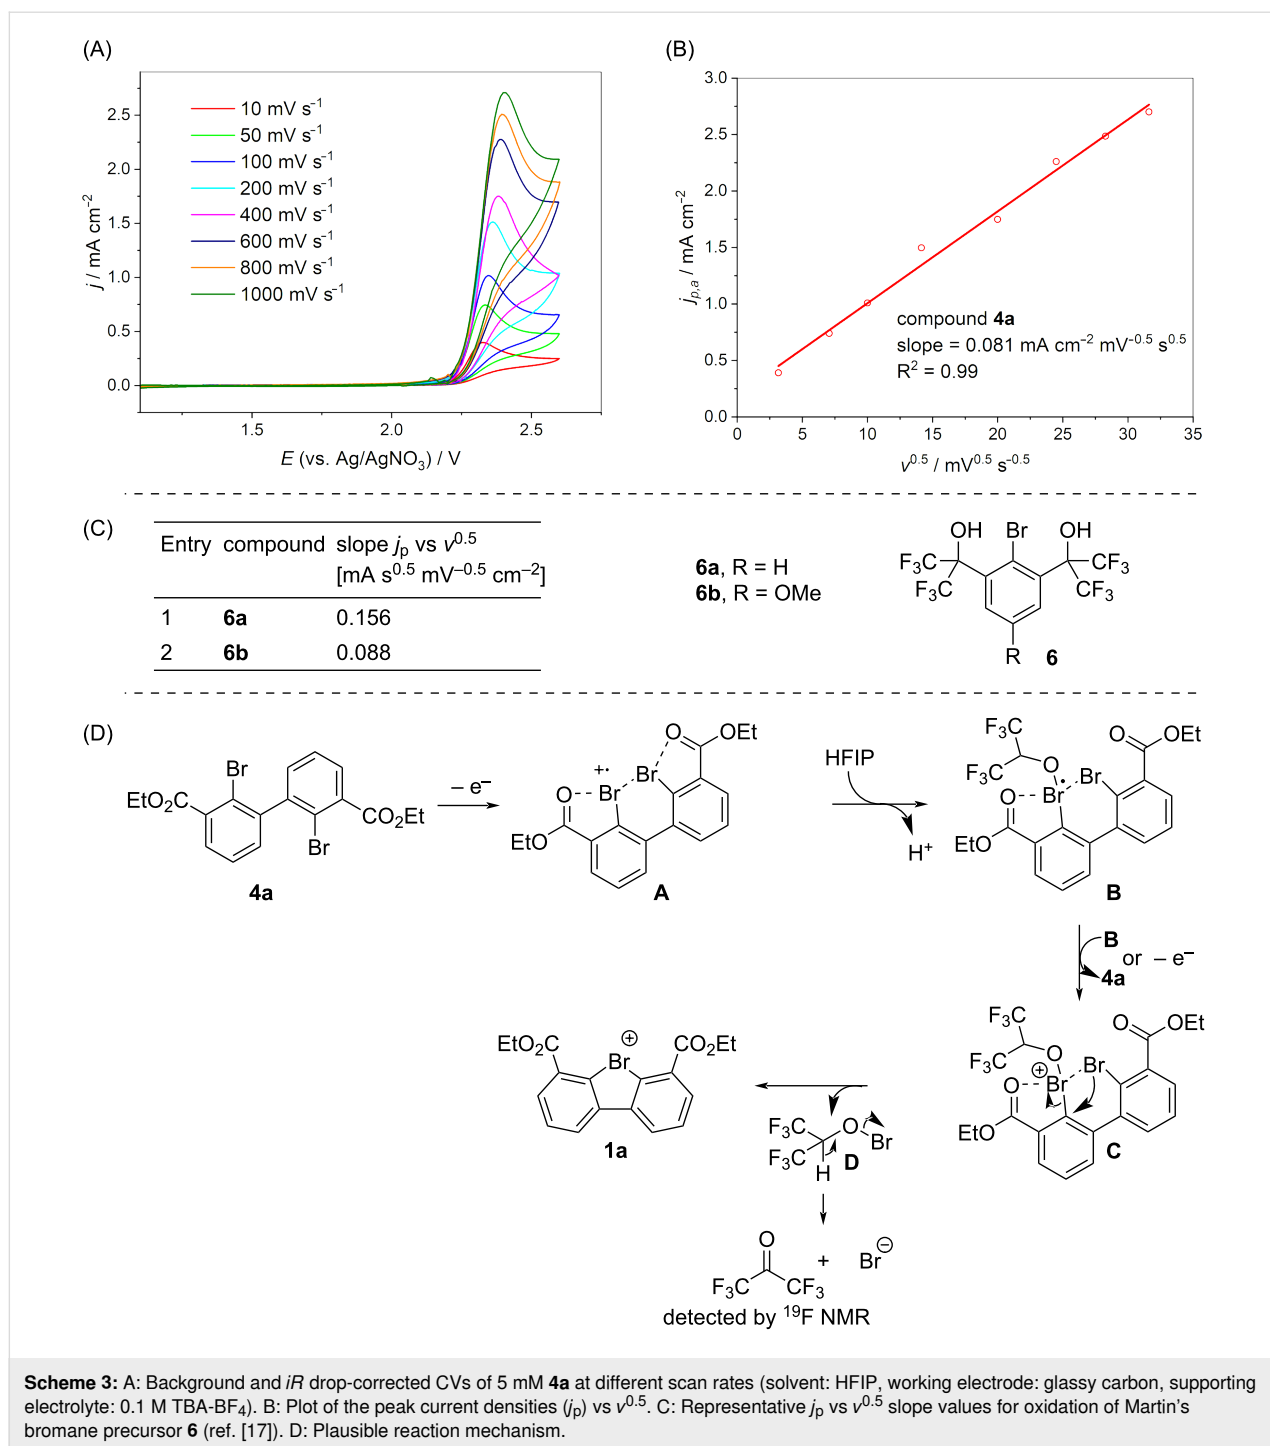 (A)
10 mV s⁻¹
50 mV s⁻¹
100 mV s⁻¹
200 mV s⁻¹
400 mV s⁻¹
600 mV s⁻¹
800 mV s⁻¹
1000 mV s⁻¹
2.5
2.0
1.5
1.0
0.5
0.0
j / mA cm⁻²
1.5 2.0 2.5
E (vs. Ag/AgNO₃) / V
(B)
3.0
2.5
2.0
1.5
1.0
0.5
0.0
j_{p,a} / mA cm⁻²
compound 4a
slope = 0.081 mA cm⁻² mV^{-0.5} s^{0.5}
R² = 0.99
0 5 10 15 20 25 30 35
v^{0.5} / mV^{0.5} s^{-0.5}
(C)
Entry compound slope jₚ vs v^{0.5}
[mA s^{0.5} mV^{–0.5} cm⁻²]
1 6a 0.156
2 6b 0.088
6a, R = H
6b, R = OMe
OH Br OH
F₃C CF₃
F₃C CF₃
R 6
(D)
Br
EtO₂C
CO₂Et
Br
4a
– e⁻
O OEt
+• Br
O Br
EtO
A
HFIP
H⁺
F₃C
O OEt
F₃C O
Br
O Br•
EtO
B
B
or – e⁻
4a
F₃C
O OEt
F₃C O
⊕ Br
O Br
EtO
C
EtO₂C ⊕ CO₂Et
Br
1a
F₃C O
Br
F₃C
H D
O
F₃C CF₃
+ Br⊖
detected by ¹⁹F NMR
Scheme 3: A: Background and iR drop-corrected CVs of 5 mM 4a at different scan rates (solvent: HFIP, working electrode: glassy carbon, supporting
electrolyte: 0.1 M TBA-BF₄). B: Plot of the peak current densities (jₚ) vs v^{0.5}. C: Representative jₚ vs v^{0.5} slope values for oxidation of Martin’s
bromane precursor 6 (ref. [17]). D: Plausible reaction mechanism.